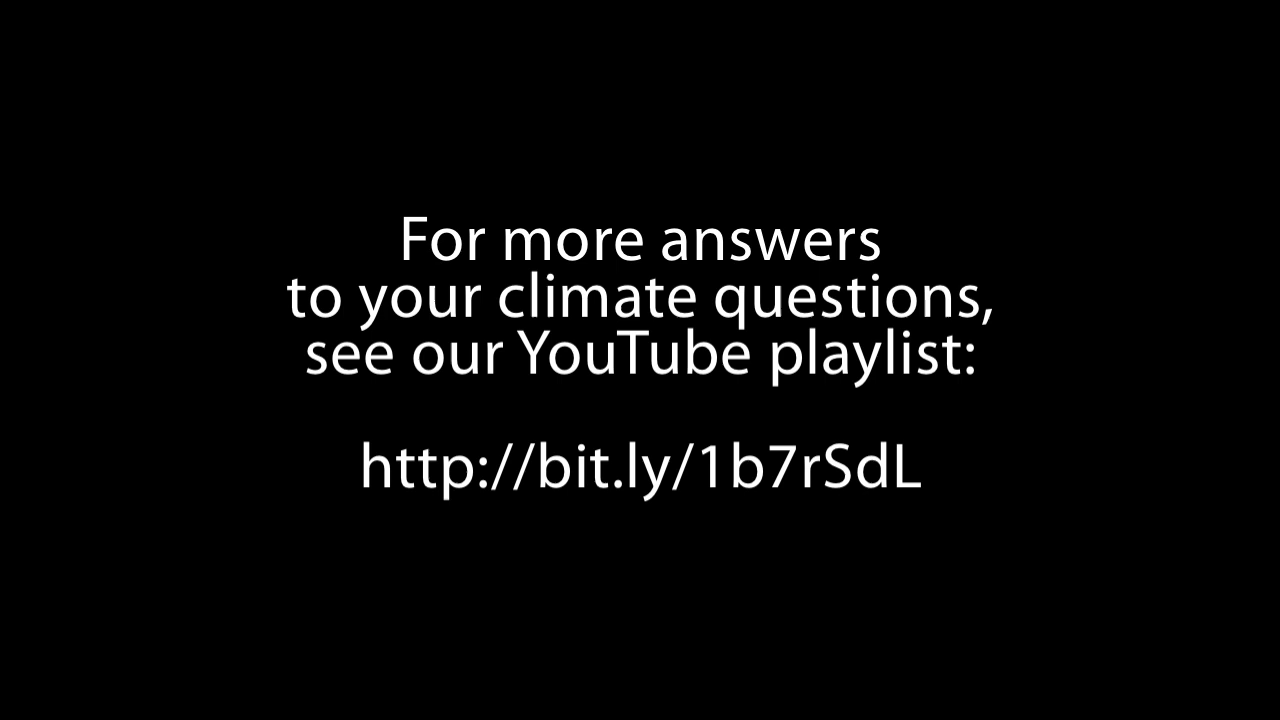 For more answers
to your climate questions,
see our YouTube playlist:
http://bit.ly/1b7rSdL